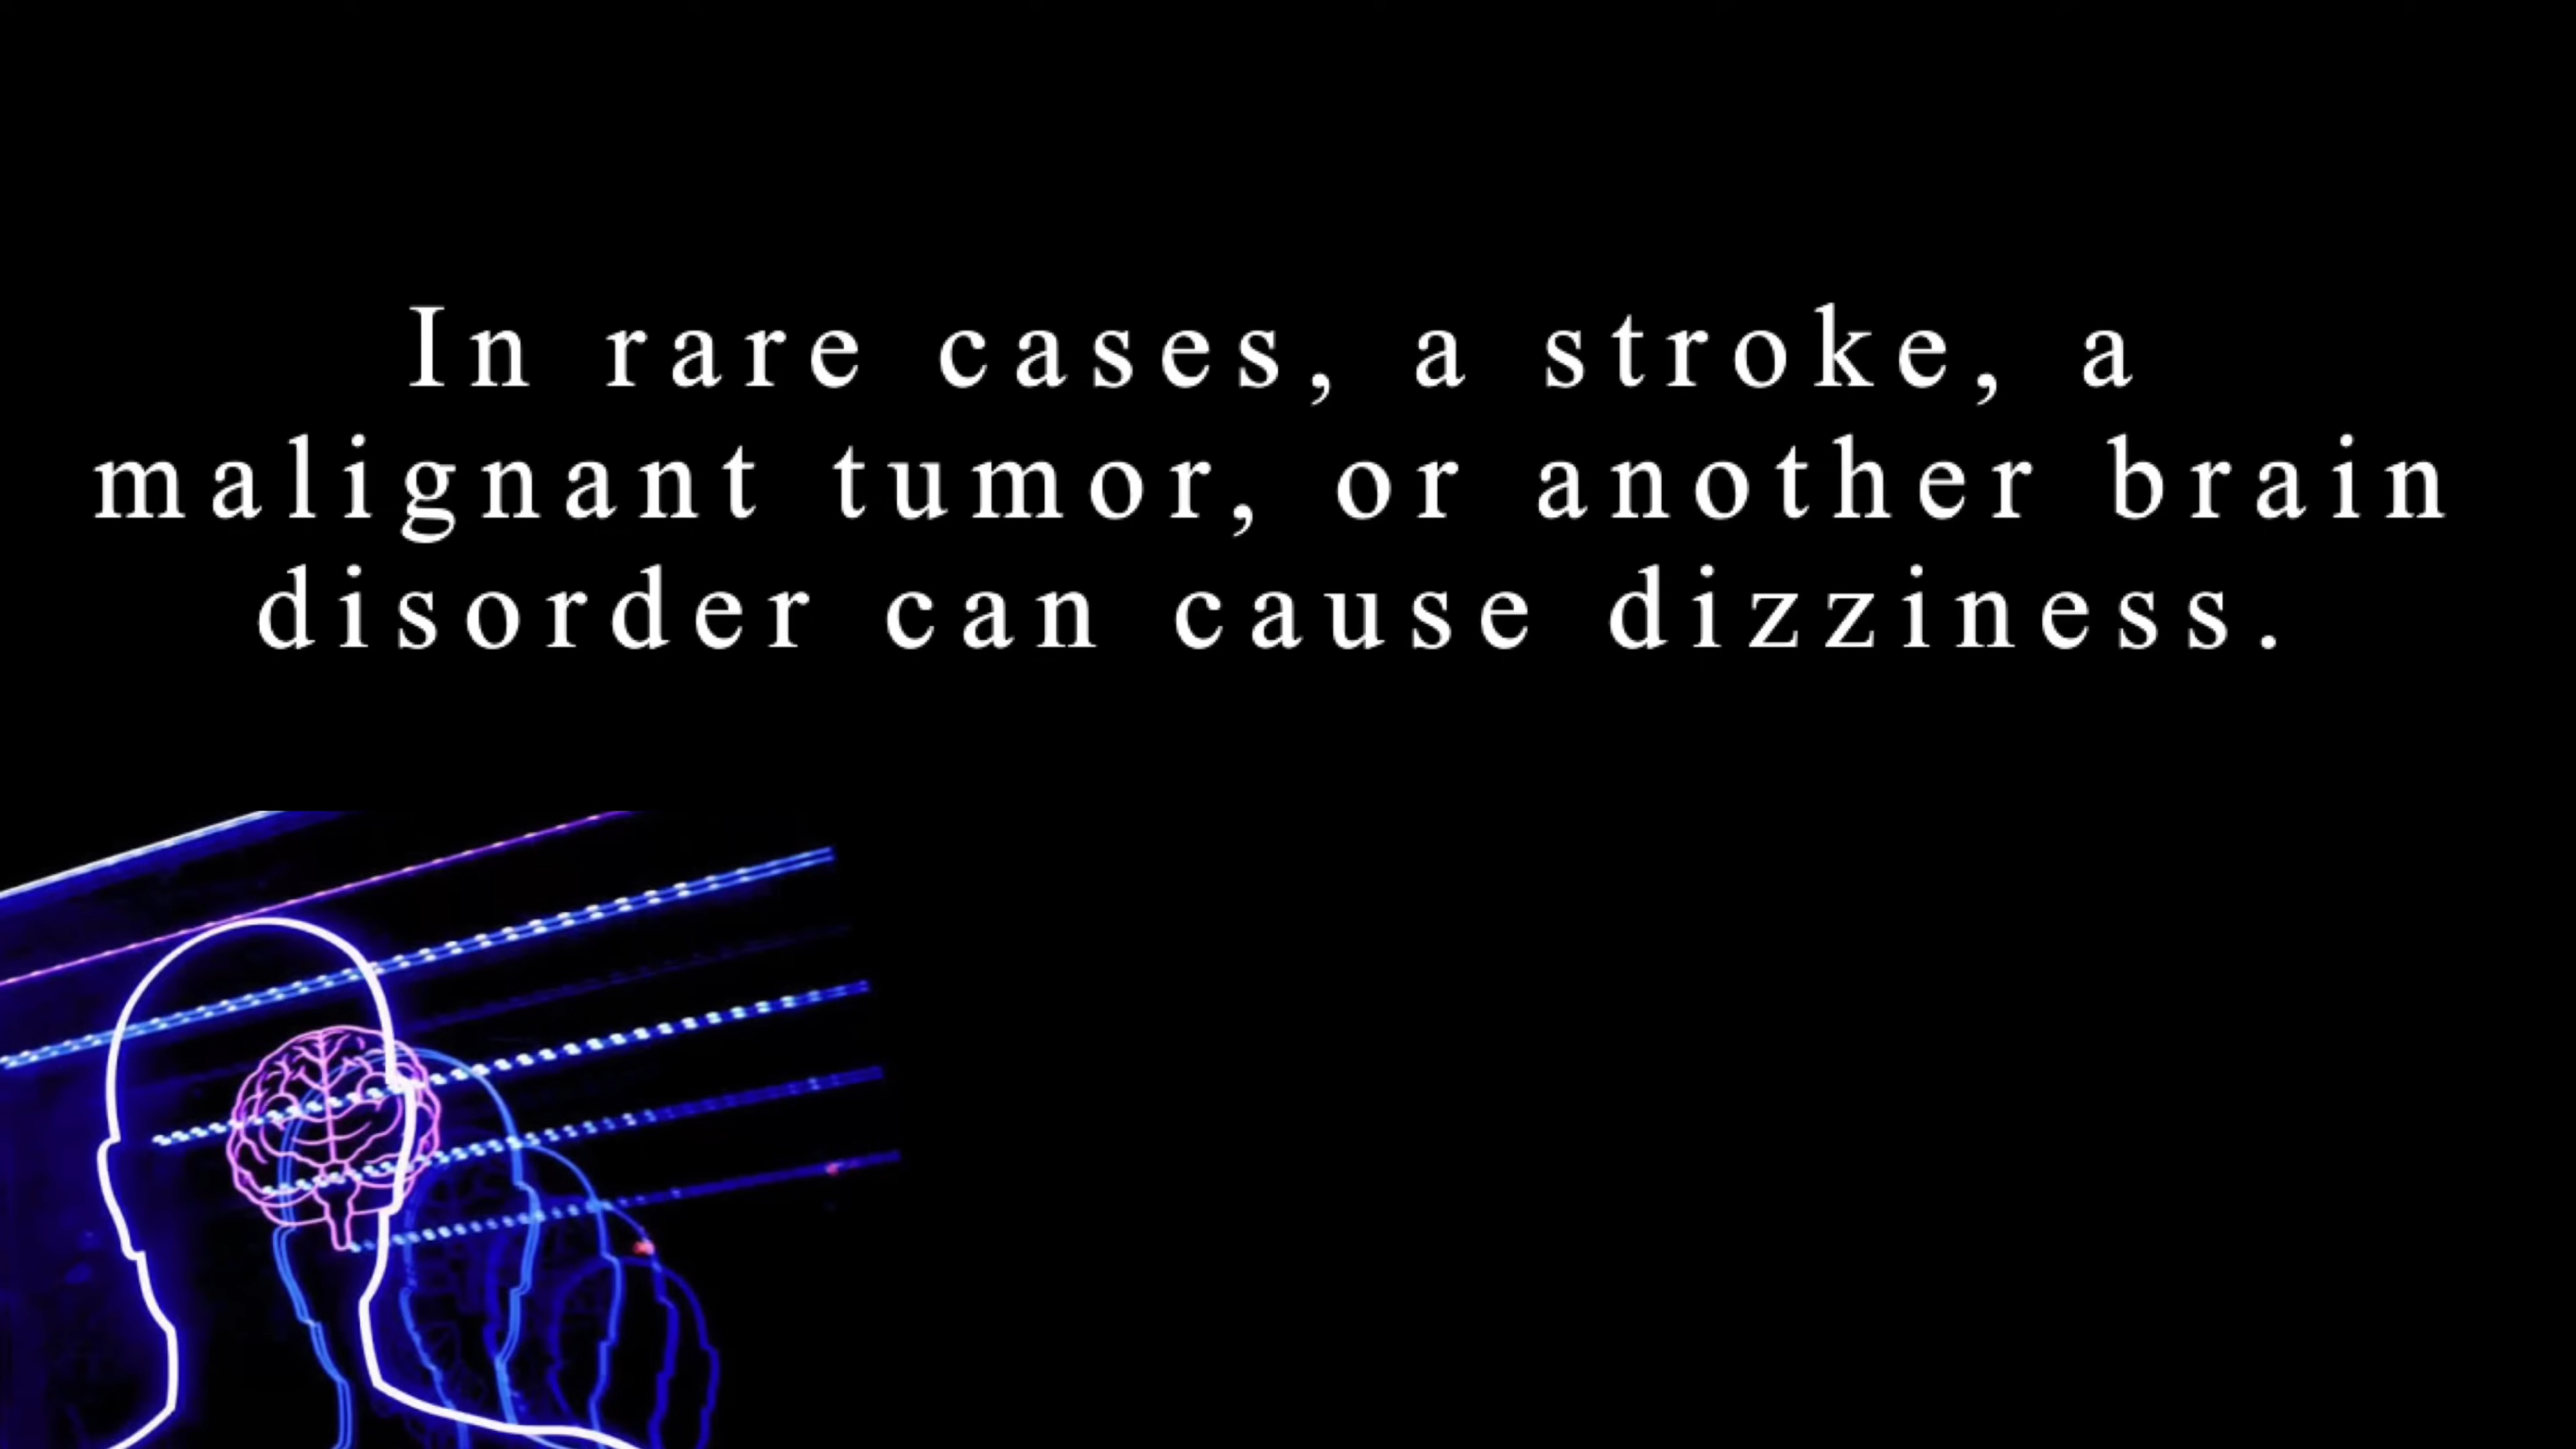 In rare cases, a stroke, a
malignant tumor, or another brain
disorder can cause dizziness.